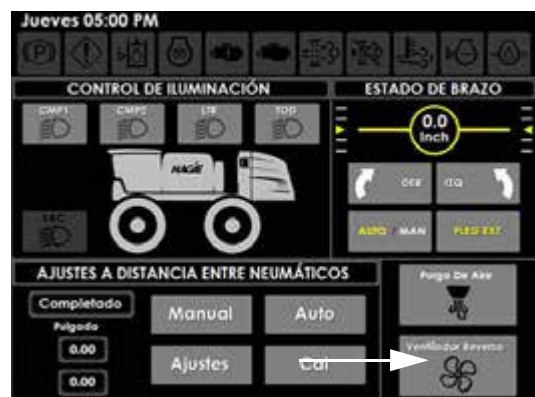 Jueves 05:00 PM
CONTROL DE ILUMINACIÓN
ESTADO DE BRAZO
CMP1 CMP2 LTR TOD
0.0
Inch
HAGIE
DER IZQ
L&C
AUTO / MAN
PLEG/EXT
AJUSTES A DISTANCIA ENTRE NEUMÁTICOS
Purga De Aire
Completado
Manual Auto
Pulgada
0.00
Ventilador Reverso
Ajustes Cal
0.00